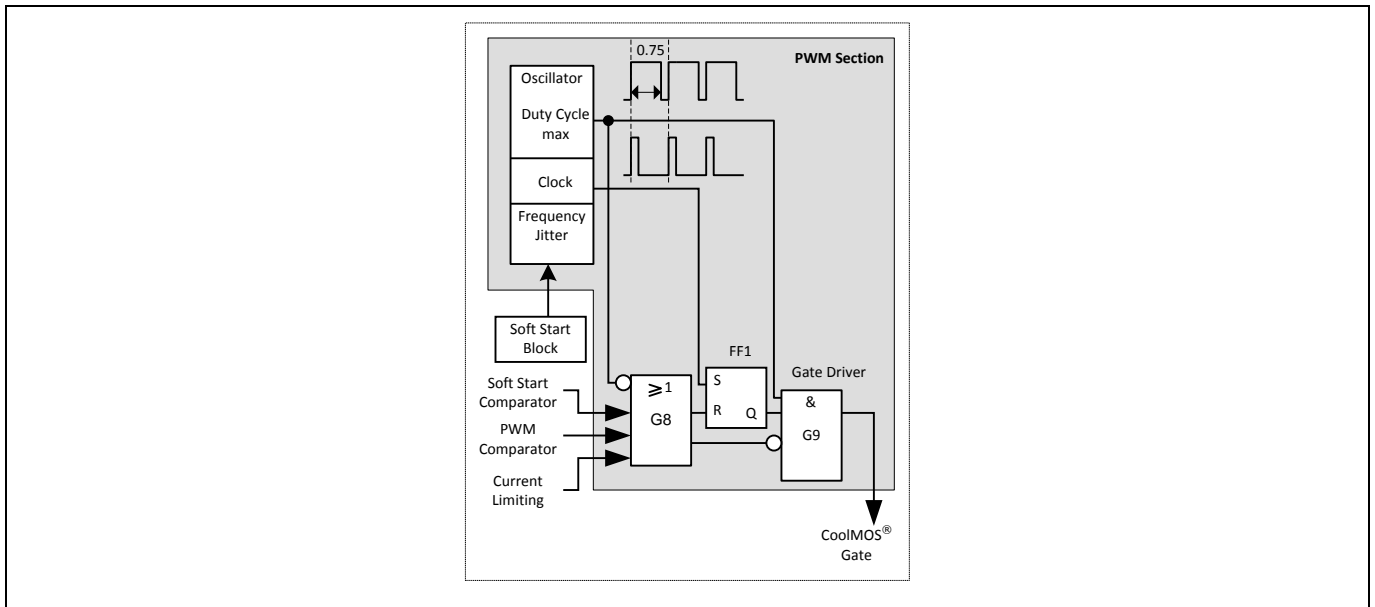 0.75
PWM Section
Oscillator
Duty Cycle
max
Clock
Frequency
Jitter
Soft Start
Block
FF1
Gate Driver
Soft Start
Comparator
PWM
Comparator
Current
Limiting
⩾1
G8
S
R
Q
&
G9
CoolMOS®
Gate